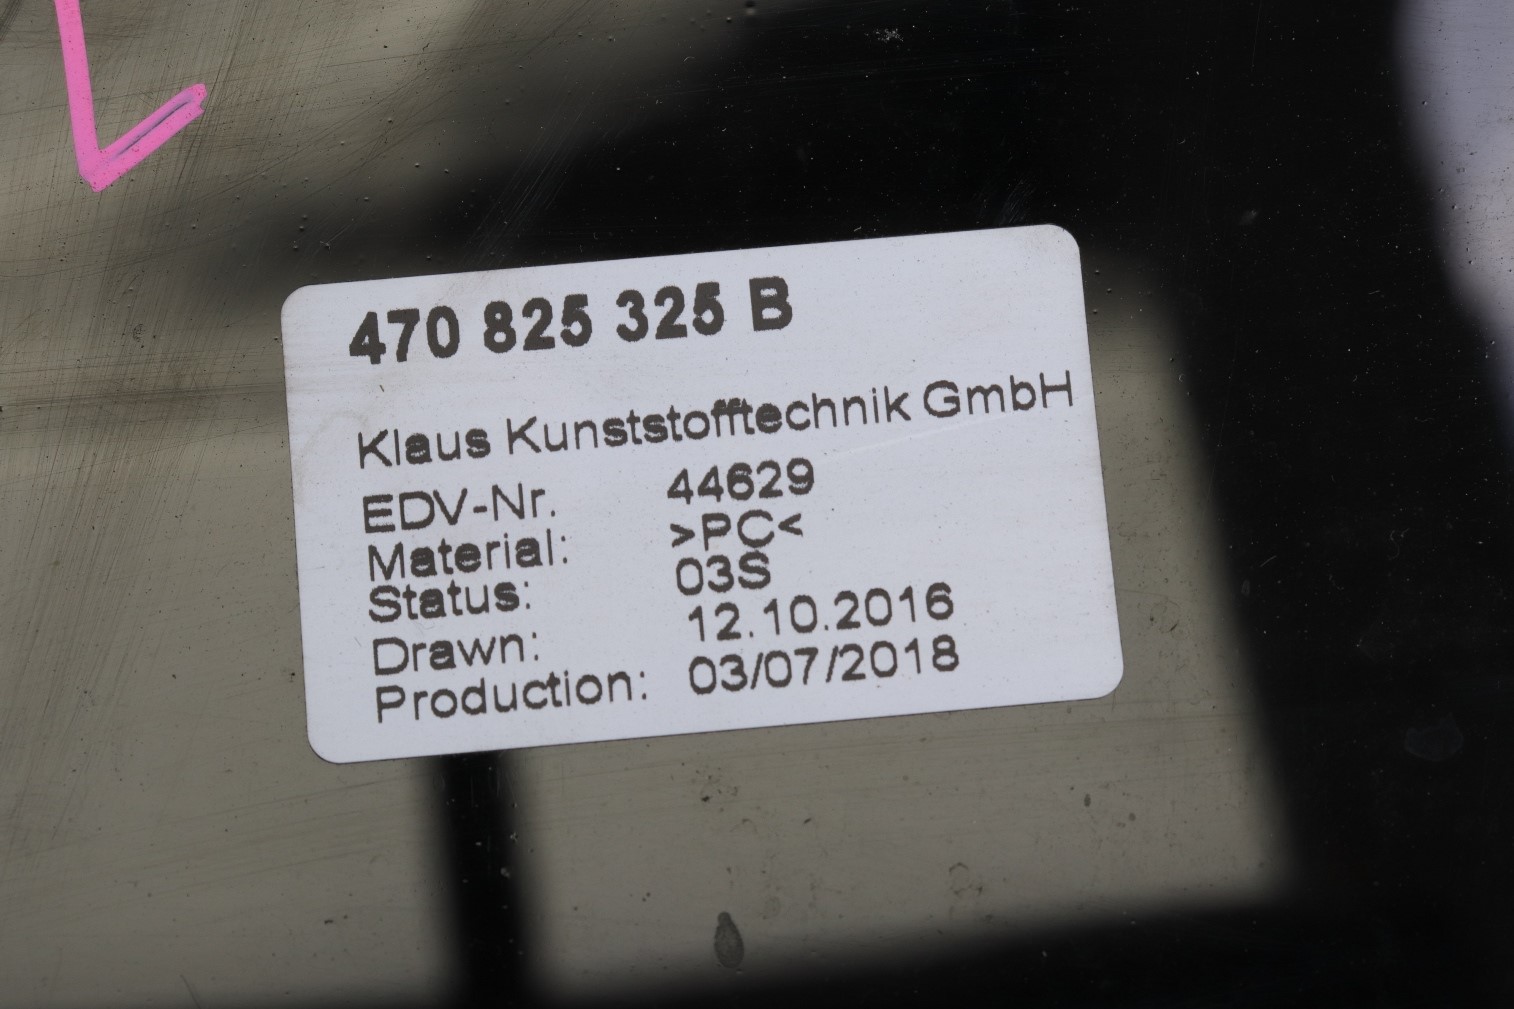 470 825 325 B
Klaus Kunststofftechnik GmbH
EDV-Nr. 44629
Material: >PC<
Status: 03S
Drawn: 12.10.2016
Production: 03/07/2018